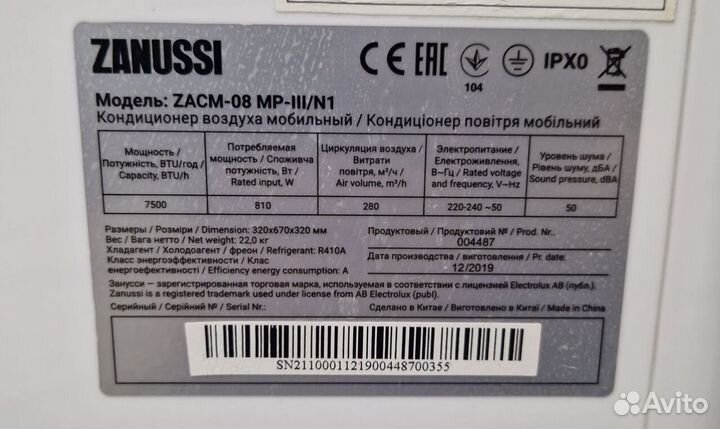 ZANUSSI
CE EAC IPX0
104
Модель: ZACM-08 MP-III/N1
Кондиционер воздуха мобильный / Кондиціонер повітря мобільний
Мощность /
Потужність, BTU/год /
Capacity, BTU/h
Потребляемая
мощность / Споживча
потужність, Вт /
Rated input, W
Циркуляция воздуха /
Витрати
повітря, м³/ч /
Air volume, m³/h
Электропитание /
Електроживлення,
В~Гц / Rated voltage
and frequency, V~Hz
Уровень шума /
Рівень шуму, дБА /
Sound pressure, dBA
7500 810 280 220-240 ~50 50
Размеры / Розміри / Dimension: 320x670x320 мм
Вес / Вага нетто / Net weight: 22,0 кг
Хладагент / Холодоагент / фреон / Refrigerant: R410A
Класс энергоэффективности / Клас
енергоефективності / Efficiency energy consumption: A
Продуктовый / Продуктовий № / Prod. Nr.:
004487
Дата производства / виготовлення / Pr. date:
12/2019
Занусси – зарегистрированная торговая марка, используемая в соответствии с лицензией Electrolux AB (публ.).
Zanussi is a registered trademark used under license from AB Electrolux (publ).
Серийный / Серійний № / Serial Nr.:
Сделано в Китае / Виготовлено в Китаї / Made in China
SN2110001121900448700355
Avito